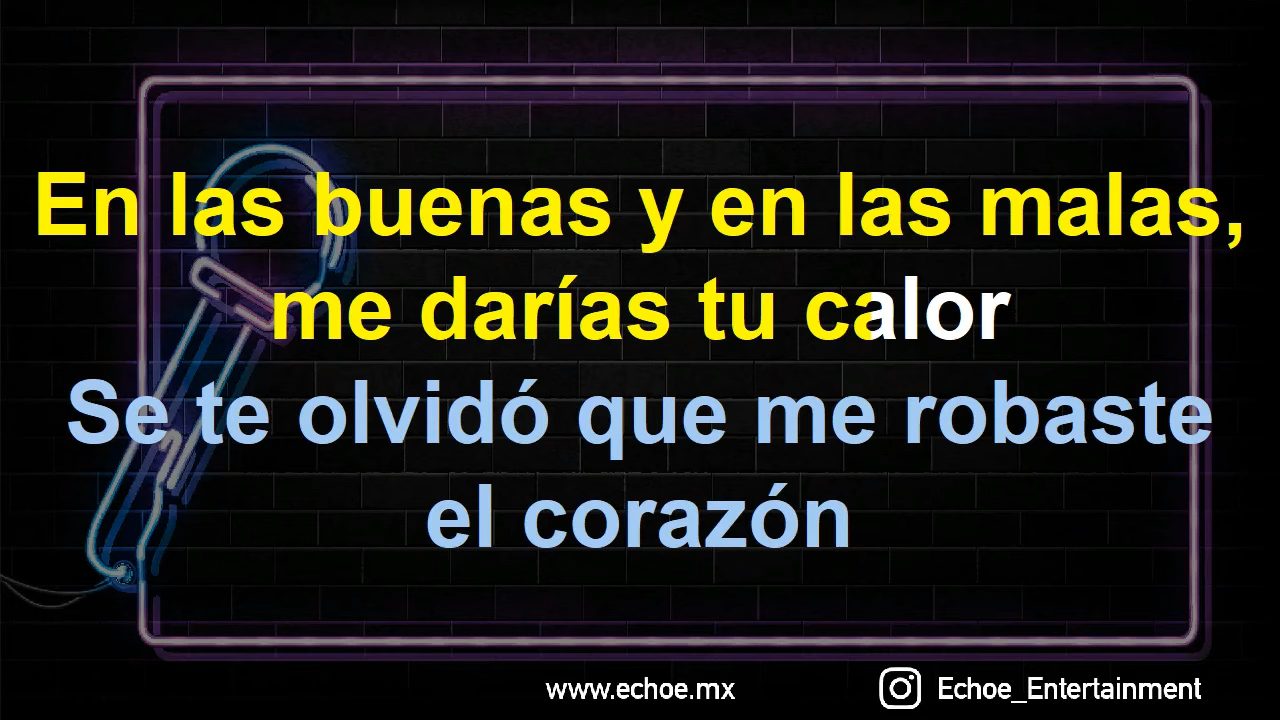 En las buenas y en las malas,
me darías tu calor
Se te olvidó que me robaste
el corazón
www.echoe.mx
Echoe_Entertainment